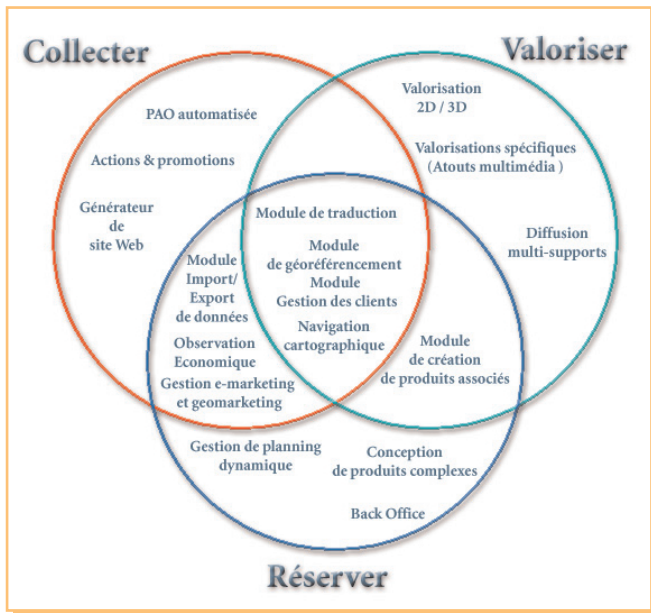 Collecter
Valoriser
PAO automatisée
Actions & promotions
Générateur
de
site Web
Valorisation
2D / 3D
Valorisations spécifiques
(Atouts multimédia )
Diffusion
multi-supports
Module de traduction
Module
de géoréférencement
Module
Gestion des clients
Navigation
cartographique
Module
Import/
Export
de données
Observation
Economique
Gestion e-marketing
et geomarketing
Module
de création
de produits associés
Gestion de planning
dynamique
Conception
de produits complexes
Back Office
Réserver